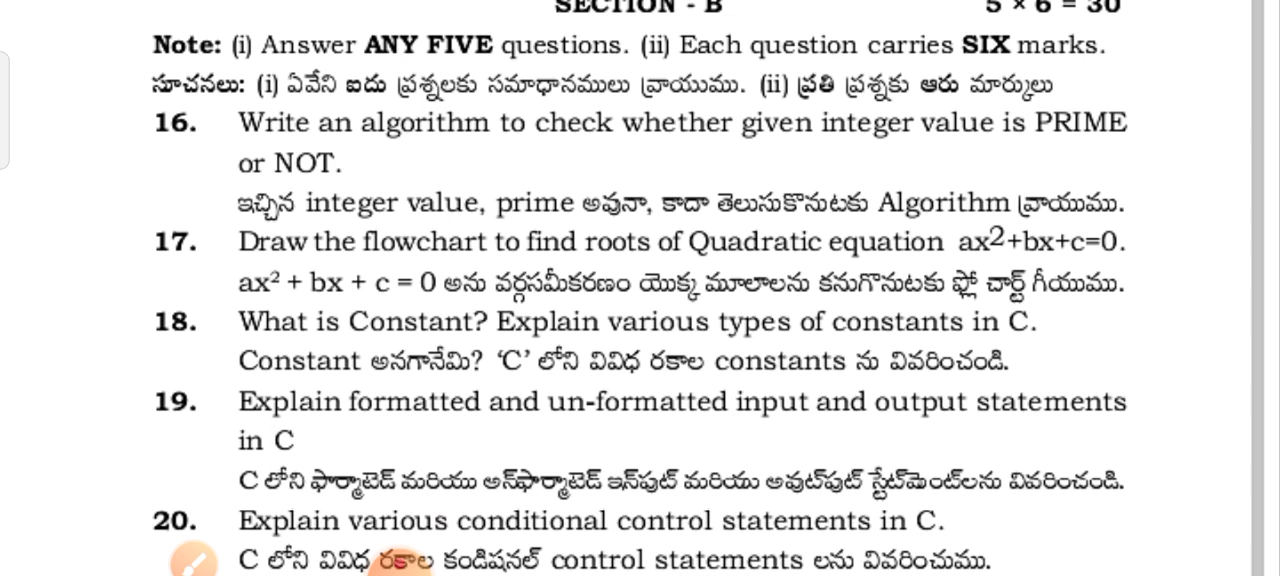 SECTION - B 5 × 6 = 30
Note: (i) Answer ANY FIVE questions. (ii) Each question carries SIX marks.
సూచనలు: (i) ఏవేని ఐదు ప్రశ్నలకు సమాధానములు వ్రాయుము. (ii) ప్రతి ప్రశ్నకు ఆరు మార్కులు
16. Write an algorithm to check whether given integer value is PRIME
or NOT.
ఇచ్చిన integer value, prime అవునా, కాదా తెలుసుకొనుటకు Algorithm వ్రాయుము.
17. Draw the flowchart to find roots of Quadratic equation ax2+bx+c=0.
ax² + bx + c = 0 అను వర్గసమీకరణం యొక్క మూలాలను కనుగొనుటకు ఫ్లో చార్ట్ గీయుము.
18. What is Constant? Explain various types of constants in C.
Constant అనగానేమి? ‘C’ లోని వివిధ రకాల constants ను వివరించండి.
19. Explain formatted and un-formatted input and output statements
in C
C లోని ఫార్మాటెడ్ మరియు అన్‌ఫార్మాటెడ్ ఇన్‌పుట్ మరియు అవుట్‌పుట్ స్టేట్‌మెంట్‌లను వివరించండి.
20. Explain various conditional control statements in C.
C లోని వివిధ రకాల కండిషనల్ control statements లను వివరించుము.